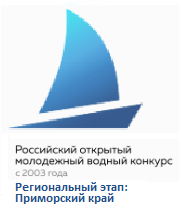 Российский открытый
молодежный водный конкурс
с 2003 года
Региональный этап:
Приморский край